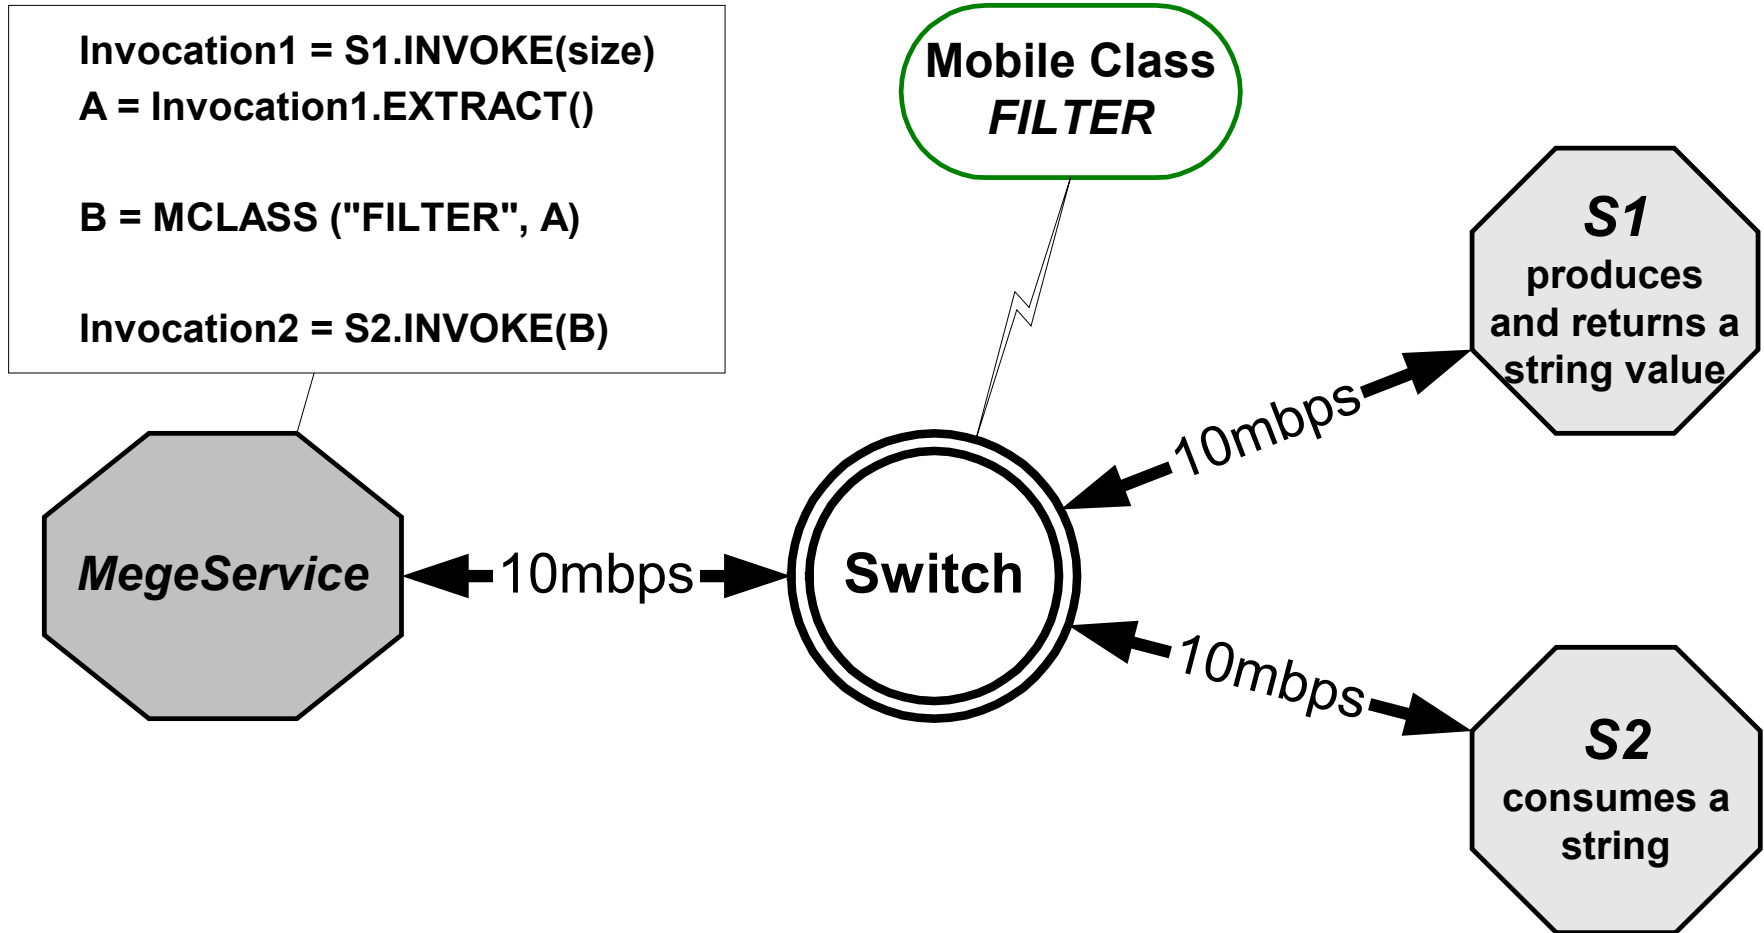 Invocation1 = S1.INVOKE(size)
A = Invocation1.EXTRACT()
B = MCLASS ("FILTER", A)
Invocation2 = S2.INVOKE(B)
Mobile Class
FILTER
S1
produces
and returns a
string value
10mbps
MegeService
10mbps
Switch
10mbps
S2
consumes a
string